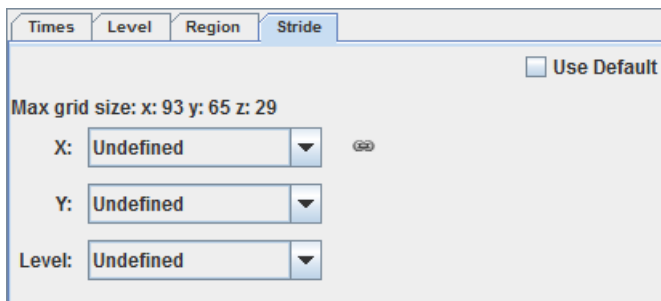 Times Level Region Stride
Use Default
Max grid size: x: 93 y: 65 z: 29
X: Undefined
Y: Undefined
Level: Undefined